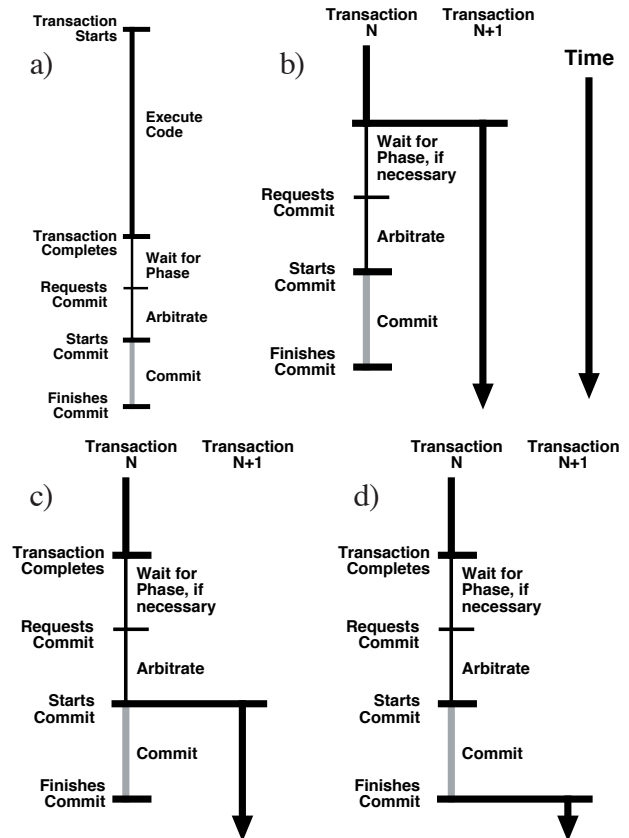 a)
Transaction
Starts
Execute
Code
Transaction
Completes
Wait for
Phase
Requests
Commit
Arbitrate
Starts
Commit
Commit
Finishes
Commit
b)
Transaction
N
Transaction
N+1
Time
Wait for
Phase, if
necessary
Requests
Commit
Arbitrate
Starts
Commit
Commit
Finishes
Commit
c)
Transaction
N
Transaction
N+1
Transaction
Completes
Wait for
Phase, if
necessary
Requests
Commit
Arbitrate
Starts
Commit
Commit
Finishes
Commit
d)
Transaction
N
Transaction
N+1
Transaction
Completes
Wait for
Phase, if
necessary
Requests
Commit
Arbitrate
Starts
Commit
Commit
Finishes
Commit